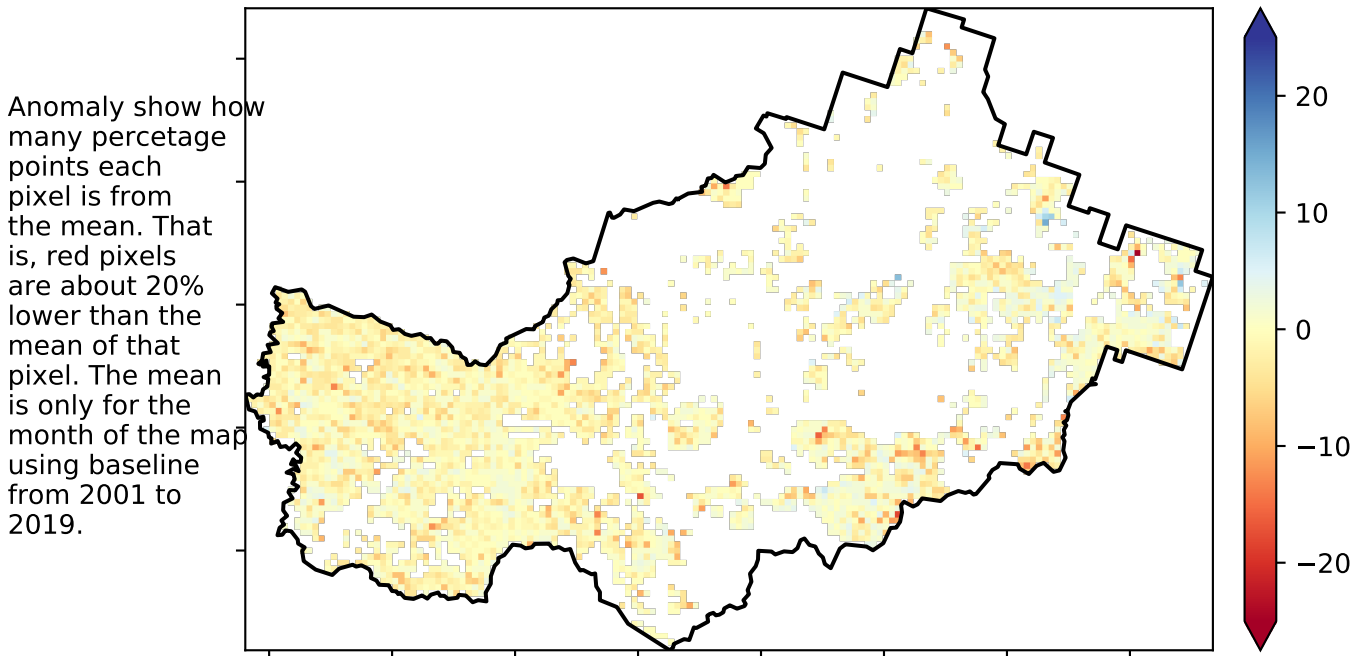 Anomaly show how
many percetage
points each
pixel is from
the mean. That
is, red pixels
are about 20%
lower than the
mean of that
pixel. The mean
is only for the
month of the map
using baseline
from 2001 to
2019.
20
10
0
−10
−20